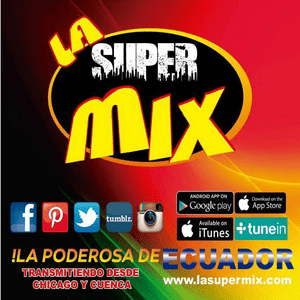 LA
SUPER
MIX
ANDROID APP ON
Google play
Download on the
App Store
Available on
iTunes
tunein
tumblr.
Instagram
!LA PODEROSA DE ECUADOR
TRANSMITIENDO DESDE
CHICAGO Y CUENCA
www.lasupermix.com